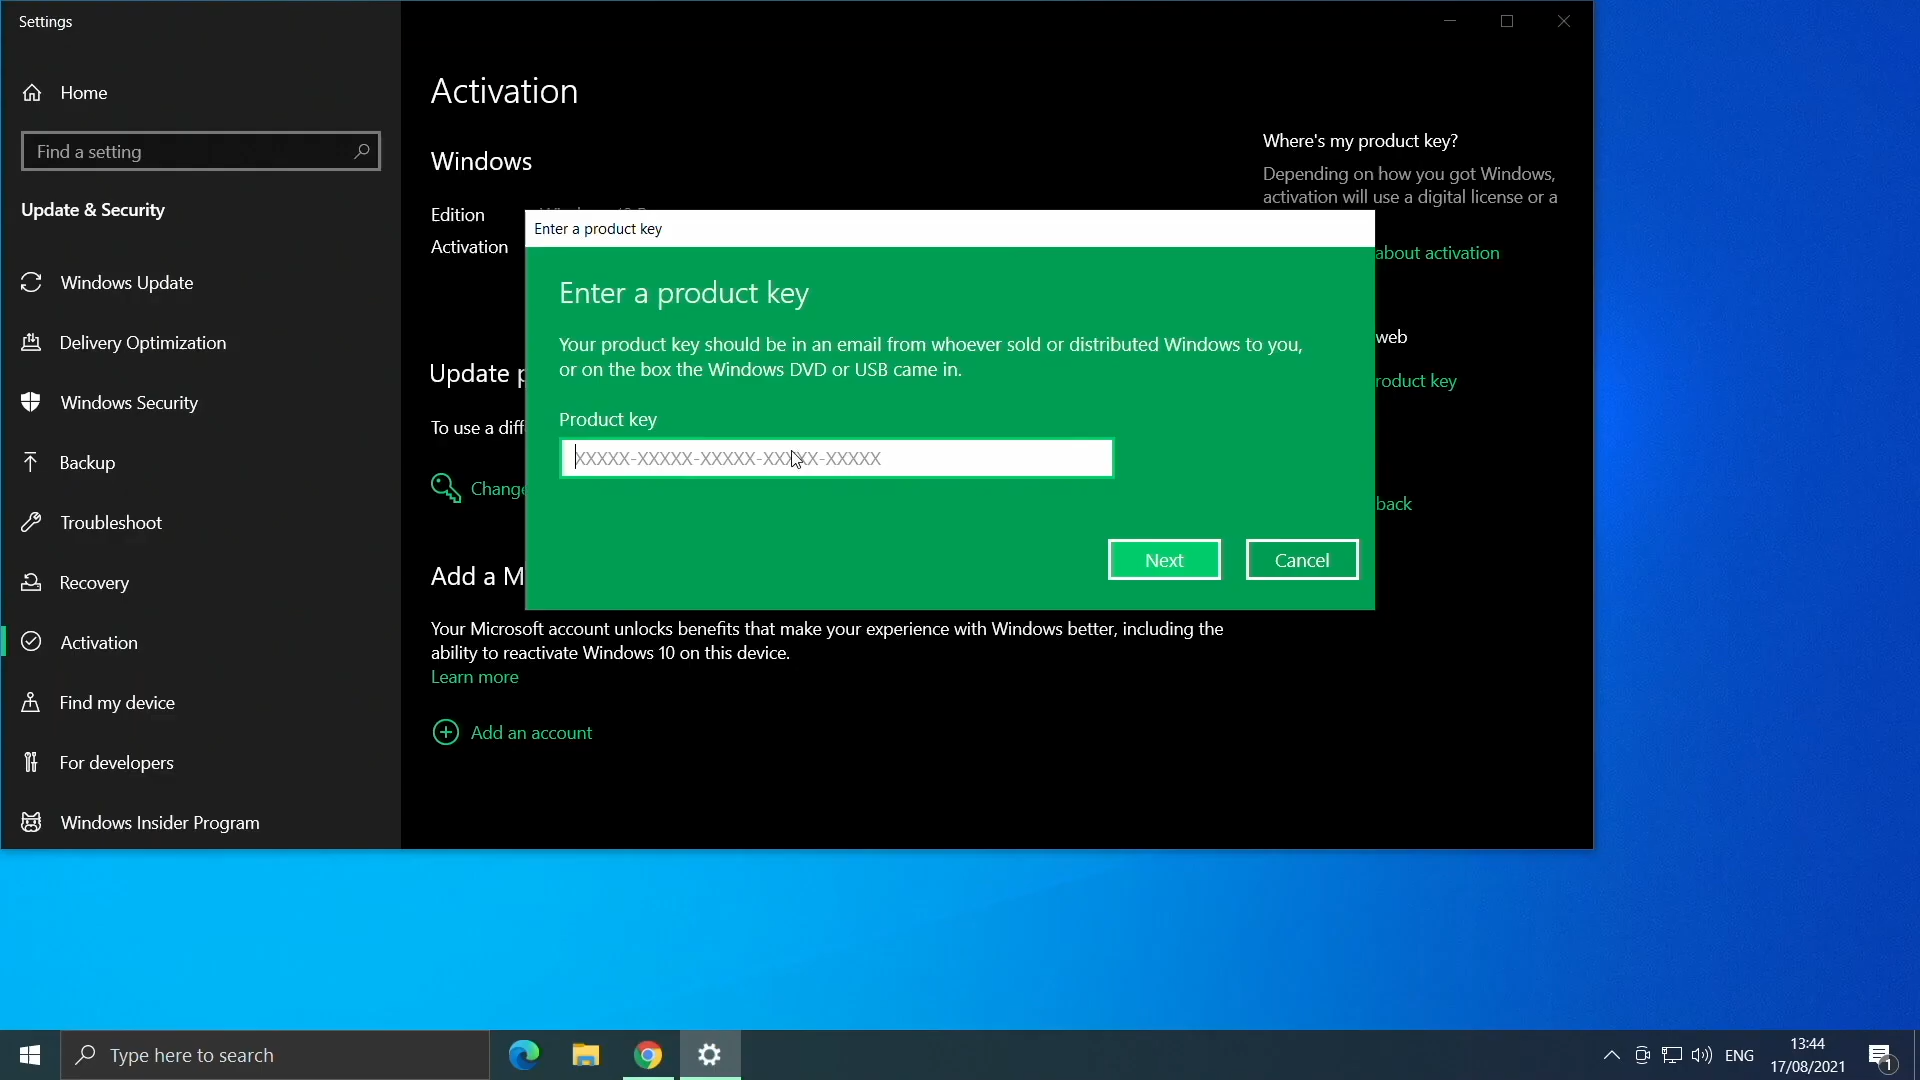 Settings
Home
Find a setting
Update & Security
Windows Update
Delivery Optimization
Windows Security
Backup
Troubleshoot
Recovery
Activation
Find my device
For developers
Windows Insider Program
Activation
Windows
Edition
Activation
Update p
To use a diff
Change
Add a M
Your Microsoft account unlocks benefits that make your experience with Windows better, including the
ability to reactivate Windows 10 on this device.
Learn more
Add an account
Where's my product key?
Depending on how you got Windows,
activation will use a digital license or a
about activation
web
roduct key
back
Enter a product key
Enter a product key
Your product key should be in an email from whoever sold or distributed Windows to you,
or on the box the Windows DVD or USB came in.
Product key
XXXXX-XXXXX-XXXXX-XXXXX-XXXXX
Next
Cancel
Type here to search
ENG
13:44
17/08/2021
1